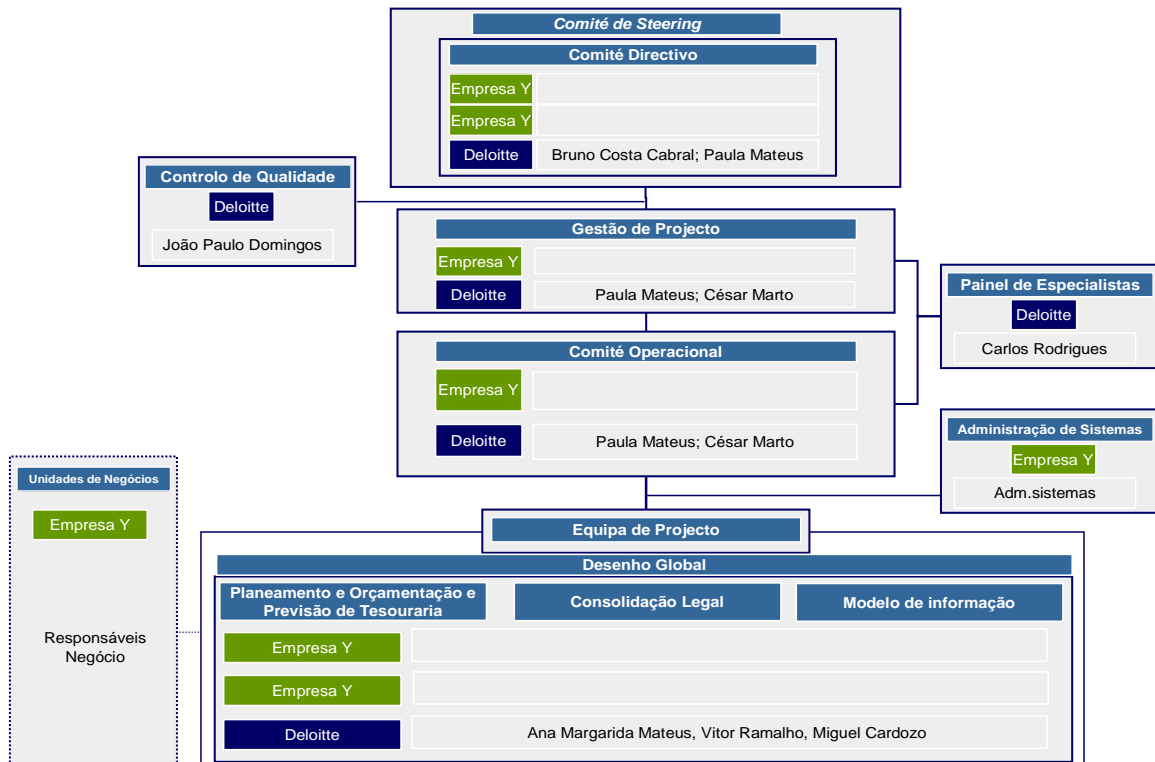 Comité de Steering
Comité Directivo
Empresa Y
Empresa Y
Deloitte
Bruno Costa Cabral; Paula Mateus
Controlo de Qualidade
Deloitte
João Paulo Domingos
Gestão de Projecto
Empresa Y
Deloitte
Paula Mateus; César Marto
Painel de Especialistas
Deloitte
Carlos Rodrigues
Comité Operacional
Empresa Y
Deloitte
Paula Mateus; César Marto
Administração de Sistemas
Empresa Y
Adm.sistemas
Unidades de Negócios
Empresa Y
Responsáveis
Negócio
Equipa de Projecto
Desenho Global
Planeamento e Orçamentação e
Previsão de Tesouraria
Consolidação Legal
Modelo de informação
Empresa Y
Empresa Y
Deloitte
Ana Margarida Mateus, Vitor Ramalho, Miguel Cardozo